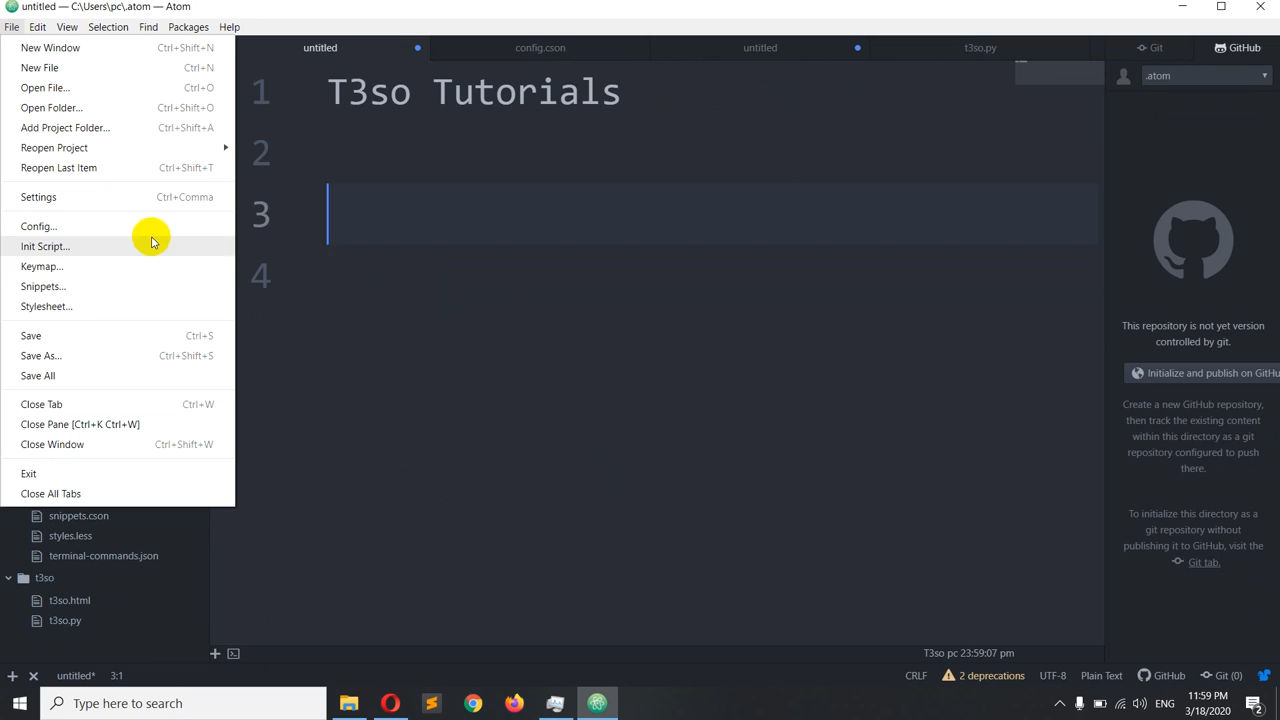 untitled — C:\Users\pc\.atom — Atom
File Edit View Selection Find Packages Help
New Window Ctrl+Shift+N
New File Ctrl+N
Open File... Ctrl+O
Open Folder... Ctrl+Shift+O
Add Project Folder... Ctrl+Shift+A
Reopen Project
Reopen Last Item Ctrl+Shift+T
Settings Ctrl+Comma
Config...
Init Script...
Keymap...
Snippets...
Stylesheet...
Save Ctrl+S
Save As... Ctrl+Shift+S
Save All
Close Tab Ctrl+W
Close Pane [Ctrl+K Ctrl+W]
Close Window Ctrl+Shift+W
Exit
Close All Tabs
snippets.cson
styles.less
terminal-commands.json
t3so
t3so.html
t3so.py
untitled config.cson untitled t3so.py
1 T3so Tutorials
2
3
4
Git GitHub
.atom
This repository is not yet version
controlled by git.
Initialize and publish on GitHu
Create a new GitHub repository,
then track the existing content
within this directory as a git
repository configured to push
there.
To initialize this directory as a
git repository without
publishing it to GitHub, visit the
Git tab.
T3so pc 23:59:07 pm
untitled* 3:1 CRLF 2 deprecations UTF-8 Plain Text GitHub Git (0)
Type here to search
ENG 11:59 PM
3/18/2020
2